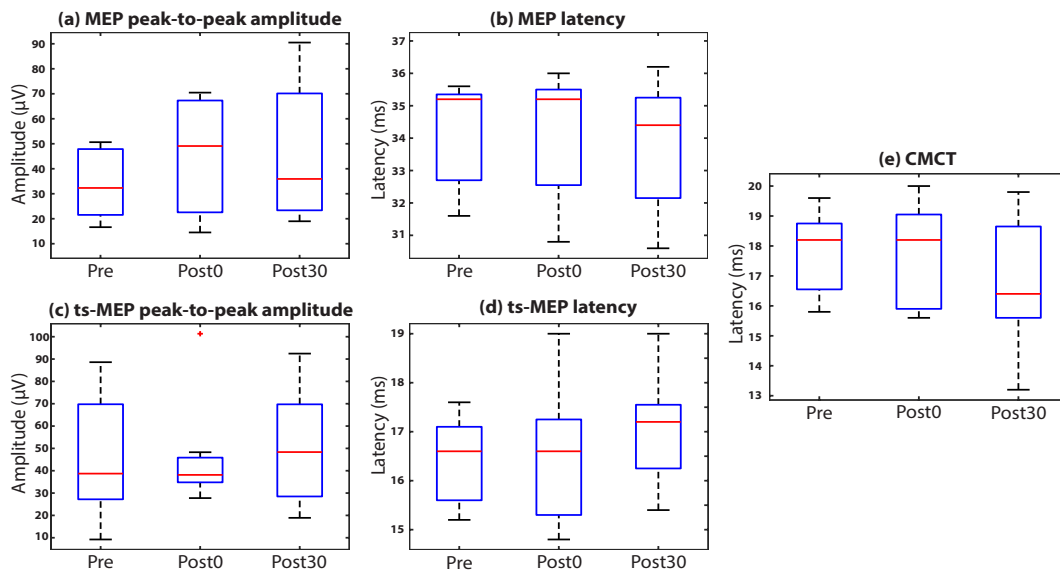 (a) MEP peak-to-peak amplitude
Amplitude (μV)
90
80
70
60
50
40
30
20
10
Pre Post0 Post30
(b) MEP latency
Latency (ms)
37
36
35
34
33
32
31
Pre Post0 Post30
(c) ts-MEP peak-to-peak amplitude
Amplitude (μV)
100
90
80
70
60
50
40
30
20
10
Pre Post0 Post30
(d) ts-MEP latency
Latency (ms)
19
18
17
16
15
Pre Post0 Post30
(e) CMCT
Latency (ms)
20
19
18
17
16
15
14
13
Pre Post0 Post30